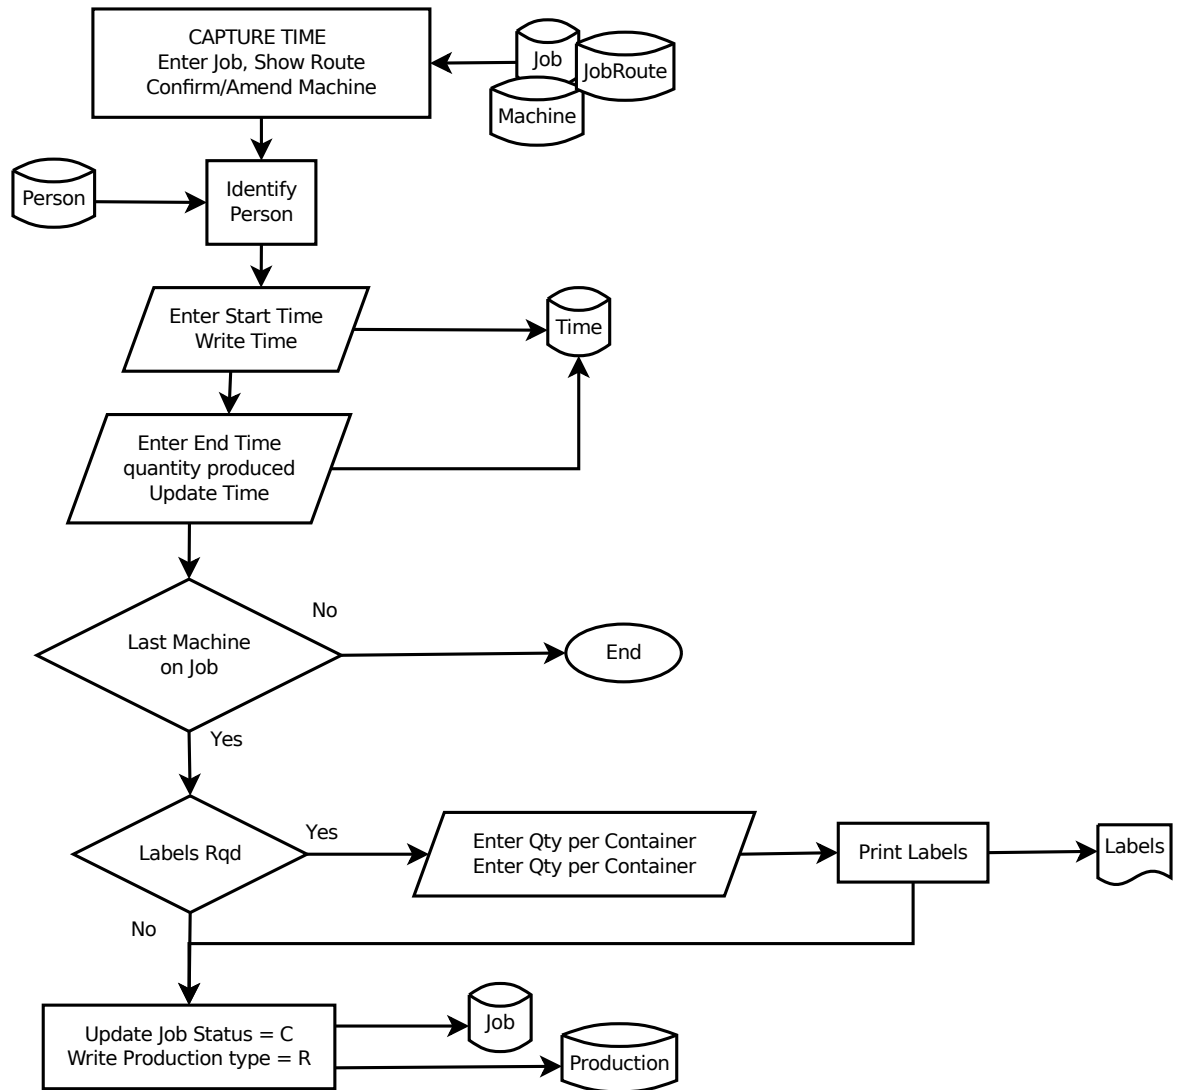 CAPTURE TIME
Enter Job, Show Route
Confirm/Amend Machine
Job
JobRoute
Machine
Person
Identify
Person
Enter Start Time
Write Time
Time
Enter End Time
quantity produced
Update Time
No
Last Machine
on Job
End
Yes
Labels Rqd
Yes
Enter Qty per Container
Enter Qty per Container
Print Labels
Labels
No
Update Job Status = C
Write Production type = R
Job
Production